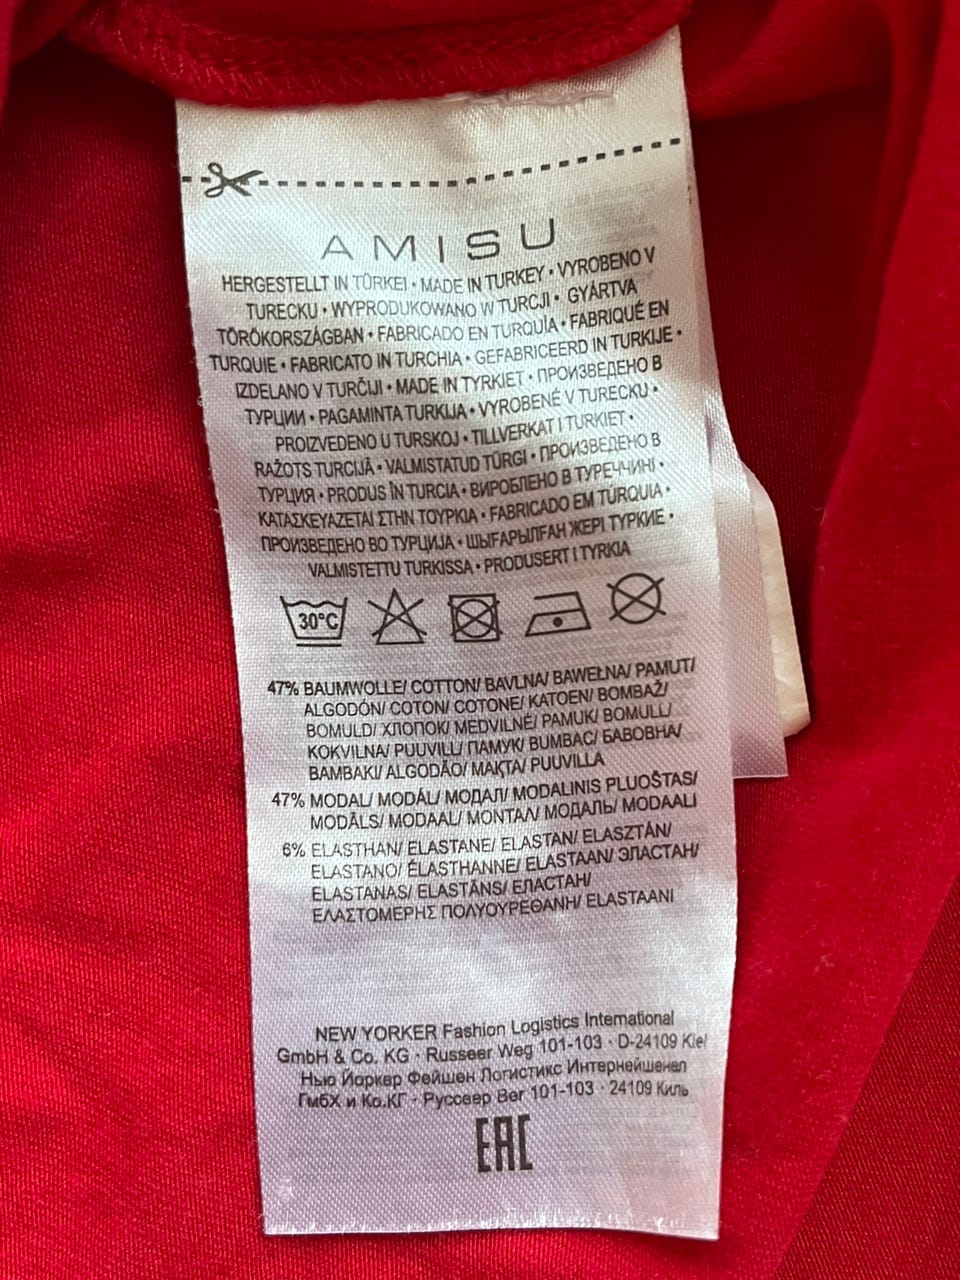 AMISU
HERGESTELLT IN TÜRKEI • MADE IN TURKEY • VYROBENO V
TURECKU • WYPRODUKOWANO W TURCJI • GYÁRTVA
TÖRÖKORSZÁGBAN • FABRICADO EN TURQUÍA • FABRIQUÉ EN
TURQUIE • FABRICATO IN TURCHIA • GEFABRICEERD IN TURKIJE •
IZDELANO V TURČIJI • MADE IN TYRKIET • ПРОИЗВЕДЕНО В
ТУРЦИИ • PAGAMINTA TURKIJA • VYROBENÉ V TURECKU •
PROIZVEDENO U TURSKOJ • TILLVERKAT I TURKIET •
RAŽOTS TURCIJĀ • VALMISTATUD TÜRGI • ПРОИЗВЕДЕНО В
ТУРЦИЯ • PRODUS ÎN TURCIA • ВИРОБЛЕНО В ТУРЕЧЧИНІ •
ΚΑΤΑΣΚΕΥΑΖΕΤΑΙ ΣΤΗΝ ΤΟΥΡΚΙΑ • FABRICADO EM TÚRQUIA •
ПРОИЗВЕДЕНО ВО ТУРЦИЈА • ШЫҒАРЫЛҒАН ЖЕРІ ТУРКИЕ •
VALMISTETTU TURKISSA • PRODUSERT I TYRKIA
30°C
47% BAUMWOLLE/ COTTON/ BAVLNA/ BAWEŁNA/ PAMUT/
ALGODÓN/ COTON/ COTONE/ KATOEN/ BOMBAŽ/
BOMULD/ ХЛОПОК/ MEDVILNÉ/ PAMUK/ BOMULL/
KOKVILNA/ PUUVILL/ ПАМУК/ BUMBAC/ БАВОВНА/
BAMBAKI/ ALGODÃO/ МАҚТА/ PUUVILLA
47% MODAL/ MODÁL/ МОДАЛ/ MODALINIS PLUOŠTAS/
MODĀLS/ MODAAL/ ΜΟΝΤΑΛ/ МОДАЛЬ/ MODAALI
6% ELASTHAN/ ELASTANE/ ELASTAN/ ELASZTÁN/
ELASTANO/ ÉLASTHANNE/ ELASTAAN/ ЭЛАСТАН/
ELASTANAS/ ELASTĀNS/ ЕЛАСТАН/
ΕΛΑΣΤΟΜΕΡΗΣ ΠΟΛΥΟΥΡΕΘΑΝΗ/ ELASTAANI
NEW YORKER Fashion Logistics International
GmbH & Co. KG · Russeer Weg 101-103 · D-24109 Kiel
Нью Йоркер Фейшен Логистикс Интернейшенел
ГмбХ и Ко.КГ · Руссеер Вег 101-103 · 24109 Киль
EAC